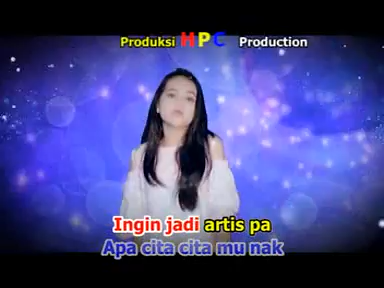 Produksi HPC Production
Ingin jadi artis pa
Apa cita cita mu nak